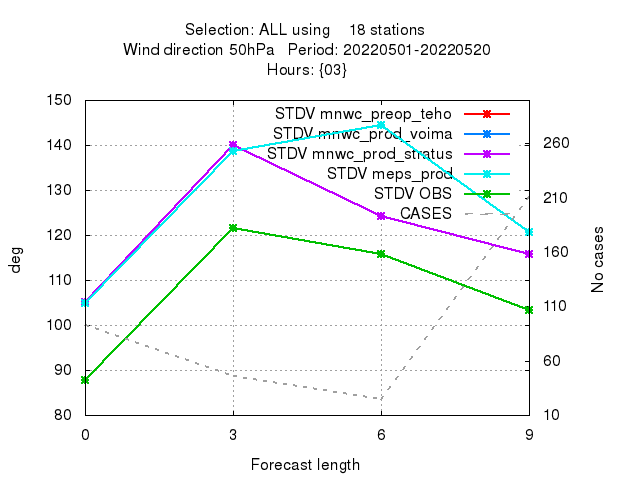 Selection: ALL using 18 stations
Wind direction 50hPa Period: 20220501-20220520
Hours: {03}
150
140
130
120
110
100
90
80
deg
STDV mnwc_preop_teho
STDV mnwc_prod_voima
STDV mnwc_prod_stratus
STDV meps_prod
STDV OBS
CASES
260
210
160
110
60
10
No cases
0 3 6 9
Forecast length